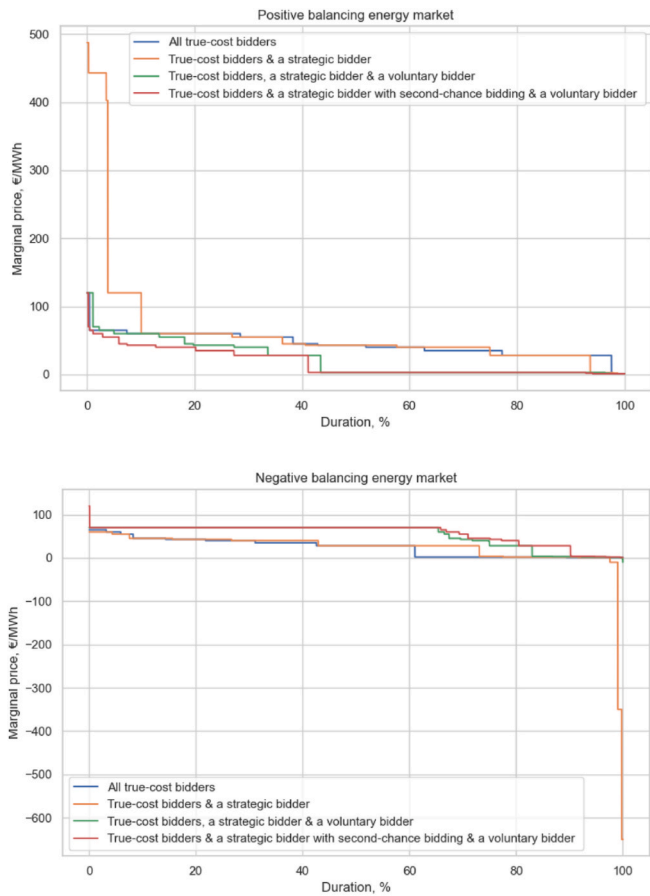 Positive balancing energy market
All true-cost bidders
True-cost bidders & a strategic bidder
True-cost bidders, a strategic bidder & a voluntary bidder
True-cost bidders & a strategic bidder with second-chance bidding & a voluntary bidder
500
400
300
200
100
0
Marginal price, €/MWh
0 20 40 60 80 100
Duration, %
Negative balancing energy market
100
0
−100
−200
−300
−400
−500
−600
Marginal price, €/MWh
All true-cost bidders
True-cost bidders & a strategic bidder
True-cost bidders, a strategic bidder & a voluntary bidder
True-cost bidders & a strategic bidder with second-chance bidding & a voluntary bidder
0 20 40 60 80 100
Duration, %